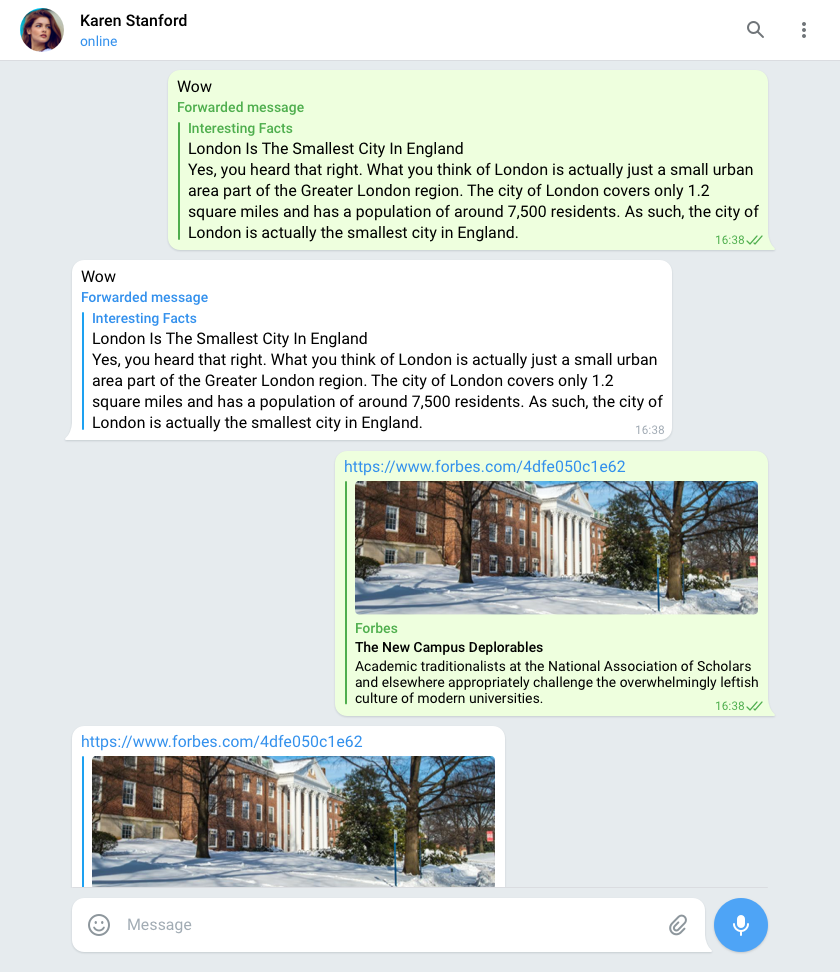 Karen Stanford
online
Wow
Forwarded message
Interesting Facts
London Is The Smallest City In England
Yes, you heard that right. What you think of London is actually just a small urban
area part of the Greater London region. The city of London covers only 1.2
square miles and has a population of around 7,500 residents. As such, the city of
London is actually the smallest city in England.
16:38
Wow
Forwarded message
Interesting Facts
London Is The Smallest City In England
Yes, you heard that right. What you think of London is actually just a small urban
area part of the Greater London region. The city of London covers only 1.2
square miles and has a population of around 7,500 residents. As such, the city of
London is actually the smallest city in England.
16:38
https://www.forbes.com/4dfe050c1e62
Forbes
The New Campus Deplorables
Academic traditionalists at the National Association of Scholars
and elsewhere appropriately challenge the overwhelmingly leftish
culture of modern universities.
16:38
https://www.forbes.com/4dfe050c1e62
Message